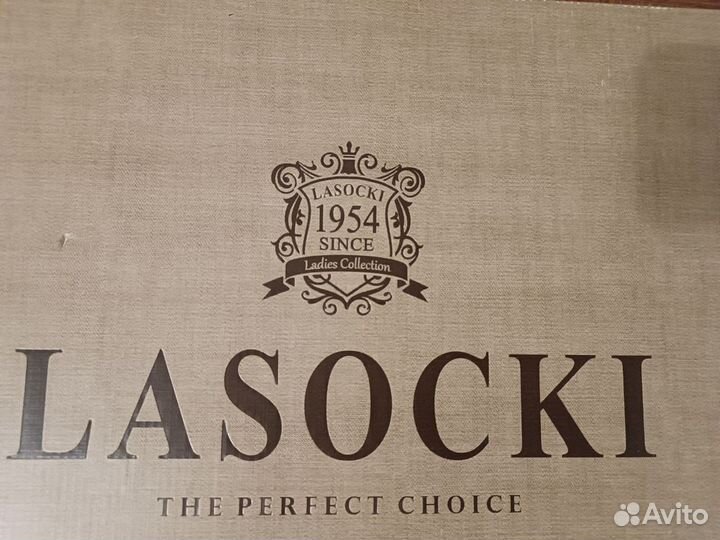 LASOCKI
1954
SINCE
Ladies Collection
LASOCKI
THE PERFECT CHOICE
Avito